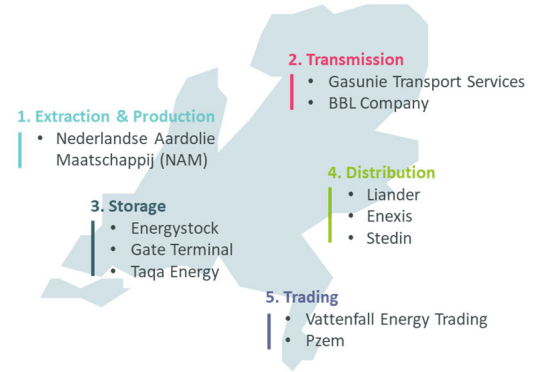 2. Transmission
• Gasunie Transport Services
• BBL Company
1. Extraction & Production
• Nederlandse Aardolie
Maatschappij (NAM)
4. Distribution
• Liander
• Enexis
• Stedin
3. Storage
• Energystock
• Gate Terminal
• Taqa Energy
5. Trading
• Vattenfall Energy Trading
• Pzem